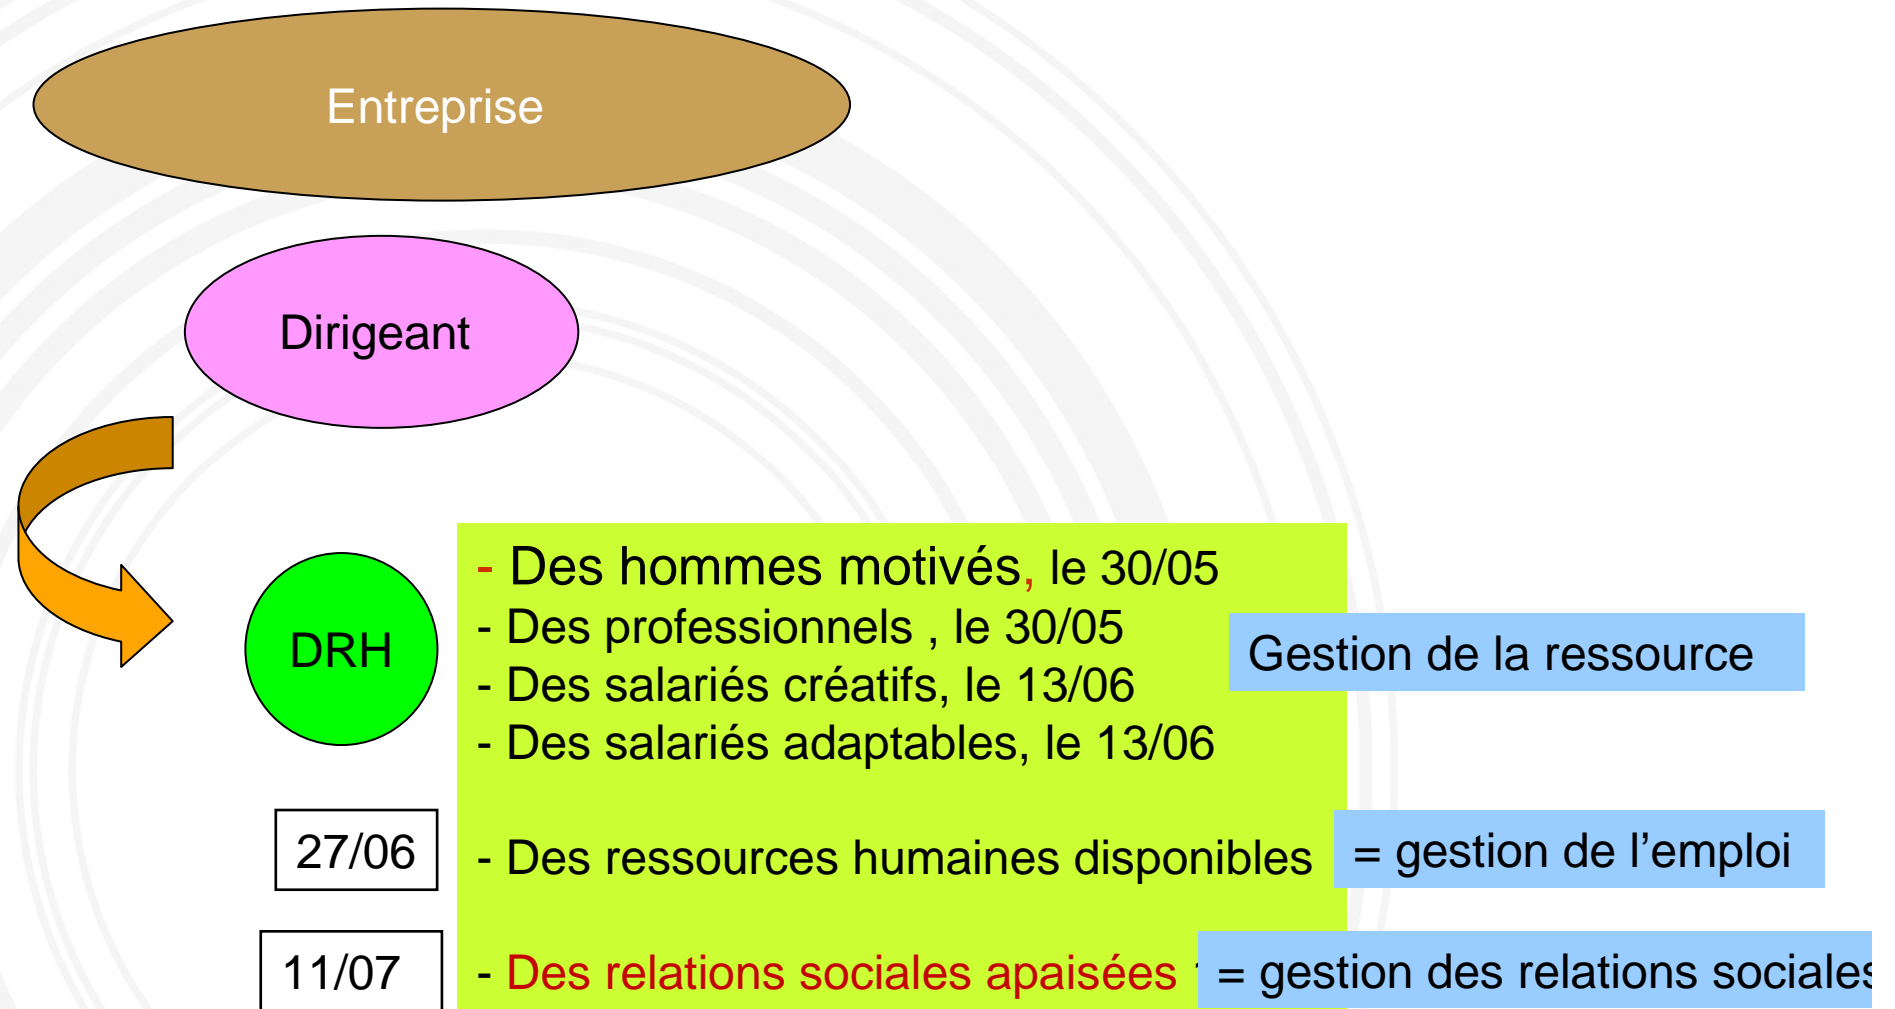 Entreprise
Dirigeant
DRH
- Des hommes motivés, le 30/05
- Des professionnels , le 30/05
- Des salariés créatifs, le 13/06
- Des salariés adaptables, le 13/06
Gestion de la ressource
27/06
- Des ressources humaines disponibles
= gestion de l’emploi
11/07
- Des relations sociales apaisées
= gestion des relations sociales